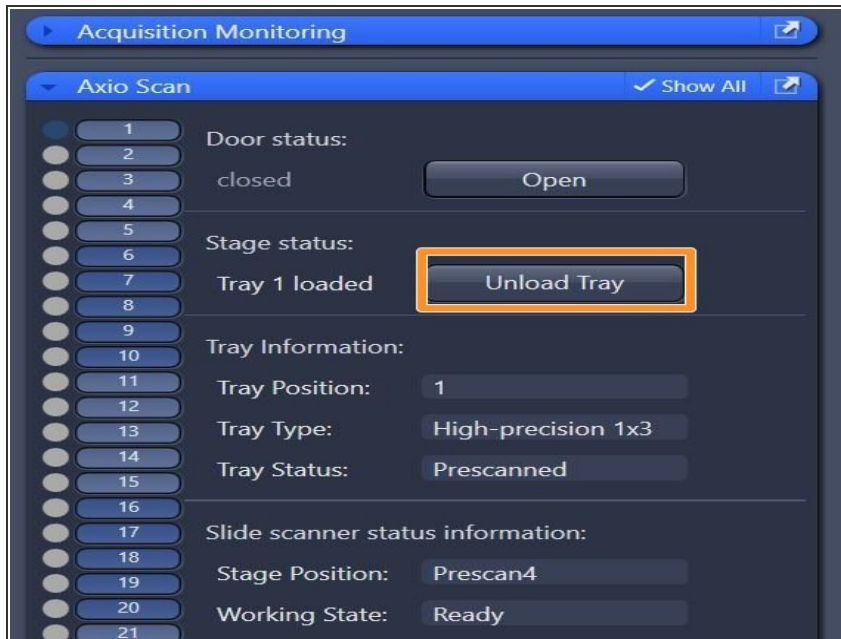 Acquisition Monitoring
Axio Scan
Show All
1
2
3
4
5
6
7
8
9
10
11
12
13
14
15
16
17
18
19
20
21
Door status:
closed
Open
Stage status:
Tray 1 loaded
Unload Tray
Tray Information:
Tray Position:
1
Tray Type:
High-precision 1x3
Tray Status:
Prescanned
Slide scanner status information:
Stage Position:
Prescan4
Working State:
Ready